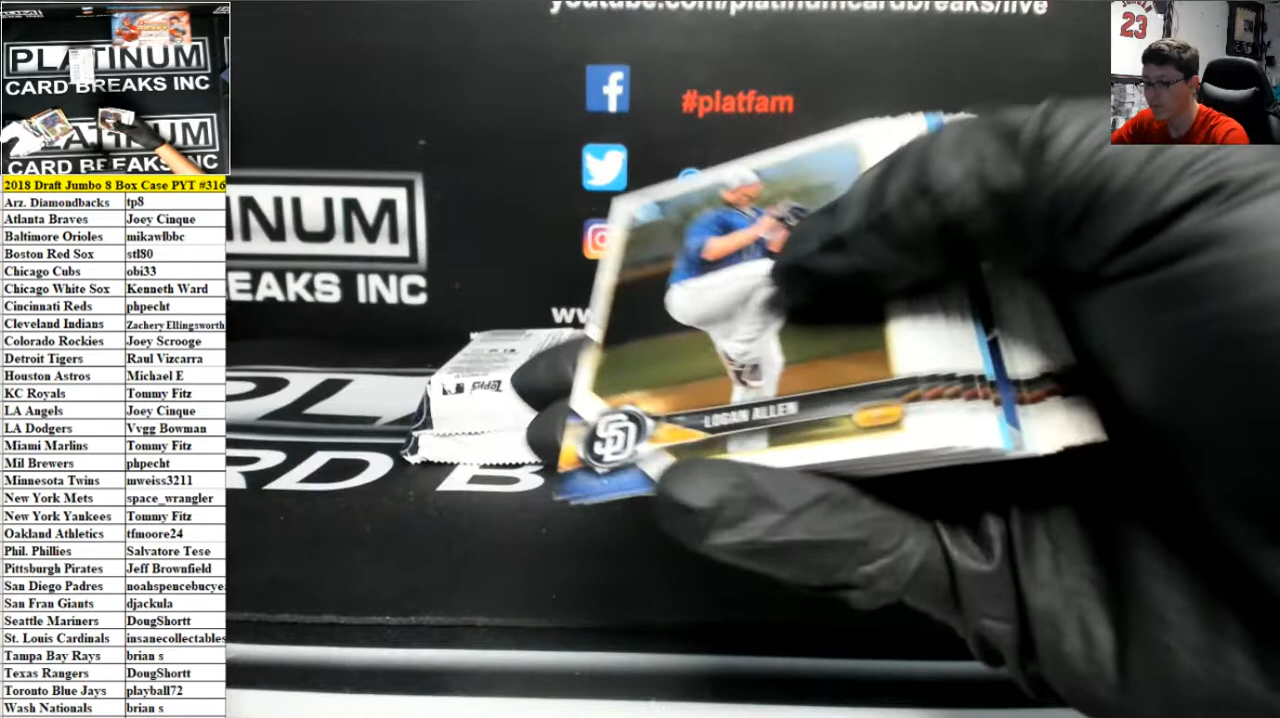 youtube.com/platinumcardbreaks/live
23
PLATINUM
CARD BREAKS INC
CARD BREAKS INC
#platfam
INUM
EAKS INC
ww
Topps
LOGAN ALLEN
SD
CARD B
2018 Draft Jumbo 8 Box Case PYT #316
Arz. Diamondbacks tp8
Atlanta Braves Joey Cinque
Baltimore Orioles mikawlbbc
Boston Red Sox stl80
Chicago Cubs obi33
Chicago White Sox Kenneth Ward
Cincinnati Reds phpecht
Cleveland Indians Zachery Ellingsworth
Colorado Rockies Joey Scrooge
Detroit Tigers Raul Vizcarra
Houston Astros Michael E
KC Royals Tommy Fitz
LA Angels Joey Cinque
LA Dodgers Vvgg Bowman
Miami Marlins Tommy Fitz
Mil Brewers phpecht
Minnesota Twins mweiss3211
New York Mets space_wrangler
New York Yankees Tommy Fitz
Oakland Athletics tfmoore24
Phil. Phillies Salvatore Tese
Pittsburgh Pirates Jeff Brownfield
San Diego Padres noahspencebucye
San Fran Giants djackula
Seattle Mariners DougShortt
St. Louis Cardinals insanecollectables
Tampa Bay Rays brian s
Texas Rangers DougShortt
Toronto Blue Jays playball72
Wash Nationals brian s